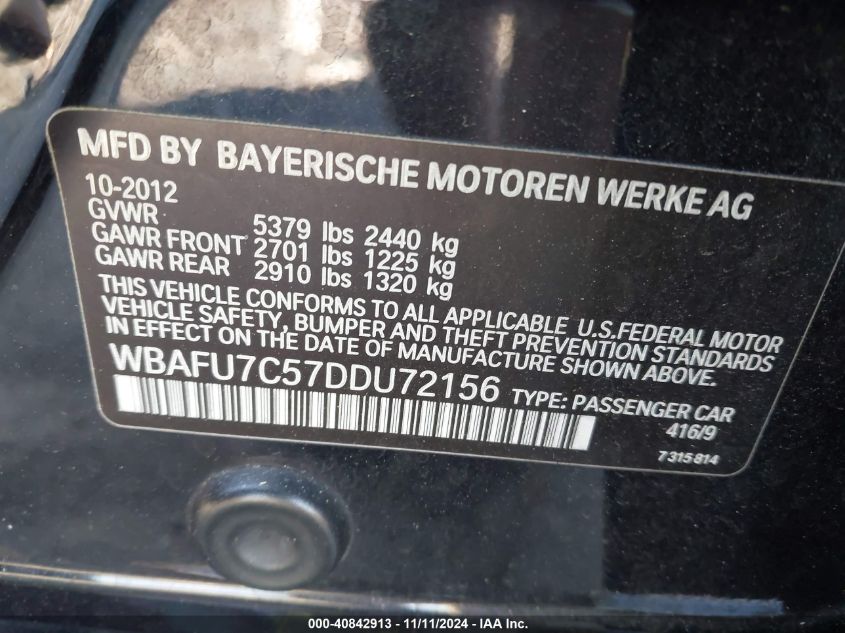 MFD BY BAYERISCHE MOTOREN WERKE AG
10-2012
GVWR 5379 lbs 2440 kg
GAWR FRONT 2701 lbs 1225 kg
GAWR REAR 2910 lbs 1320 kg
THIS VEHICLE CONFORMS TO ALL APPLICABLE U.S.FEDERAL MOTOR
VEHICLE SAFETY, BUMPER AND THEFT PREVENTION STANDARDS
IN EFFECT ON THE DATE OF MANUFACTURE SHOWN ABOVE.
WBAFU7C57DDU72156 TYPE: PASSENGER CAR
416/9
7315814
000-40842913 - 11/11/2024 - IAA Inc.